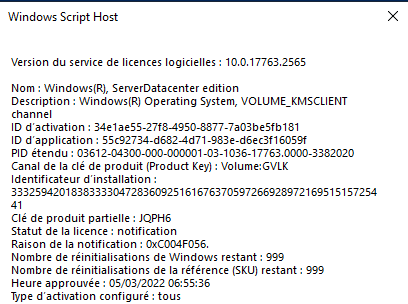 Windows Script Host
Version du service de licences logicielles : 10.0.17763.2565
Nom : Windows(R), ServerDatacenter edition
Description : Windows(R) Operating System, VOLUME_KMSCLIENT
channel
ID d'activation : 34e1ae55-27f8-4950-8877-7a03be5fb181
ID d'application : 55c92734-d682-4d71-983e-d6ec3f16059f
PID étendu : 03612-04300-000-000001-03-1036-17763.0000-3382020
Canal de la clé de produit (Product Key) : Volume:GVLK
Identificateur d'installation :
3332594201838333304728360925161676370597266928972169515157254
41
Clé de produit partielle : JQPH6
Statut de la licence : notification
Raison de la notification : 0xC004F056.
Nombre de réinitialisations de Windows restant : 999
Nombre de réinitialisations de la référence (SKU) restant : 999
Heure approuvée : 05/03/2022 06:55:36
Type d'activation configuré : tous